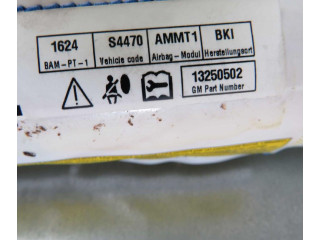 1624 S4470 AMMT1 BKI
BAM-PT-1 Vehicle code Airbag-Modul Herstellungsort
13250502
GM Part Number